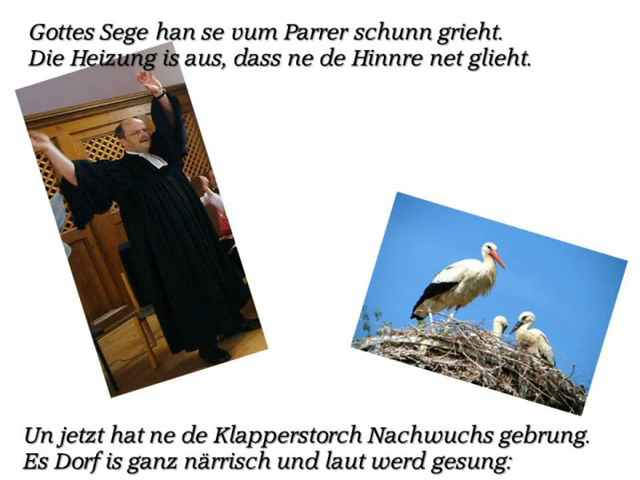 Gottes Sege han se vum Parrer schunn grieht.
Die Heizung is aus, dass ne de Hinnre net glieht.
Un jetzt hat ne de Klapperstorch Nachwuchs gebrung.
Es Dorf is ganz närrisch und laut werd gesung: